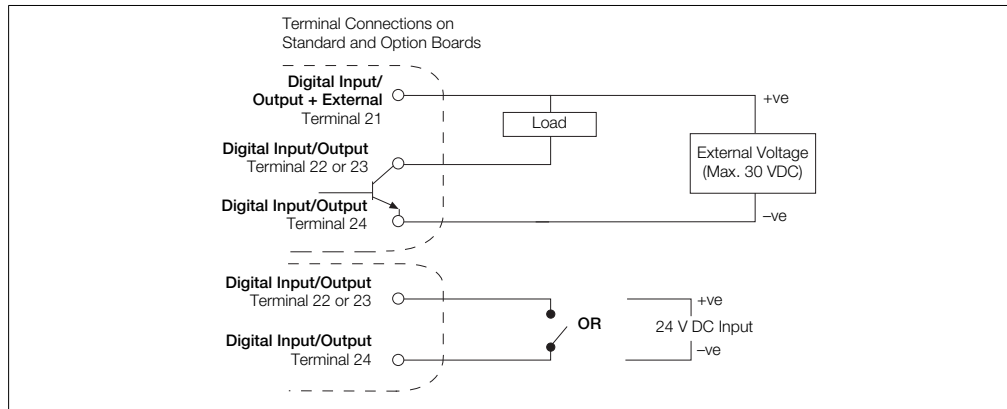 Terminal Connections on
Standard and Option Boards
Digital Input/
Output + External
Terminal 21
+ve
Load
Digital Input/Output
Terminal 22 or 23
External Voltage
(Max. 30 VDC)
Digital Input/Output
Terminal 24
–ve
Digital Input/Output
Terminal 22 or 23
+ve
OR
24 V DC Input
Digital Input/Output
Terminal 24
–ve